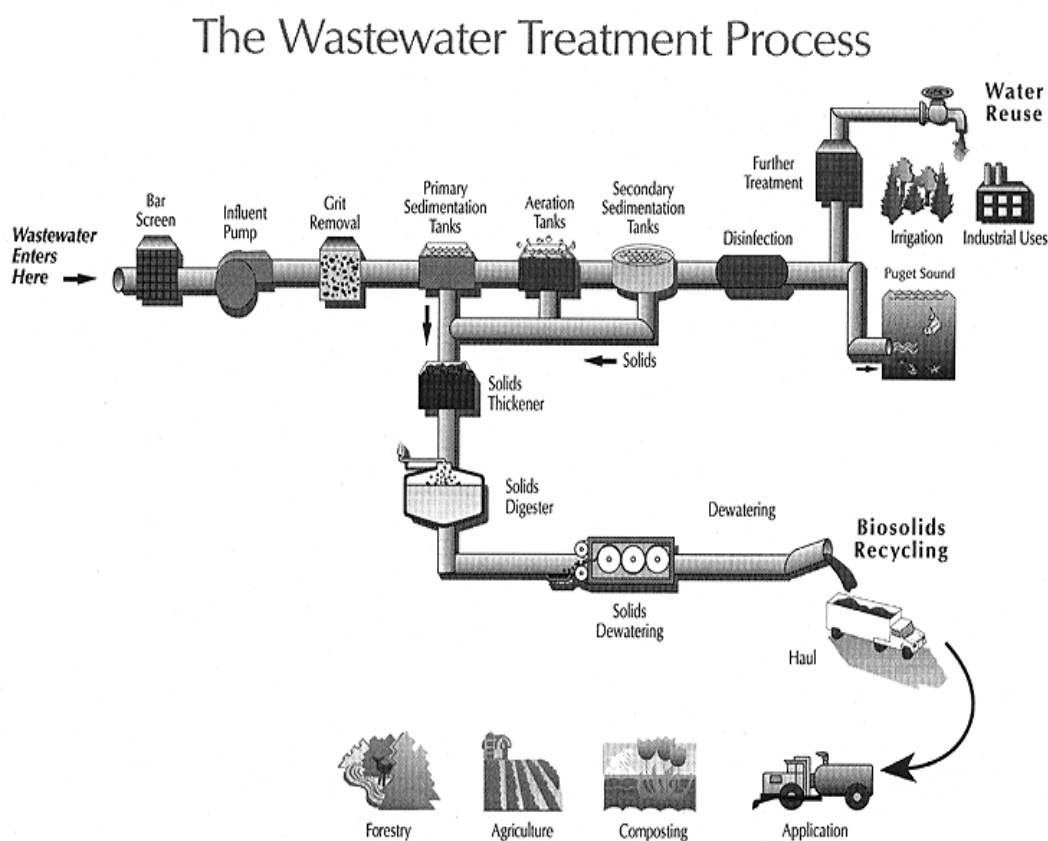 The Wastewater Treatment Process
Water
Reuse
Further
Treatment
Primary
Sedimentation
Tanks
Secondary
Sedimentation
Tanks
Bar
Screen
Influent
Pump
Grit
Removal
Aeration
Tanks
Disinfection
Irrigation
Industrial Uses
Wastewater
Enters
Here
Puget Sound
Solids
Solids
Thickener
Solids
Digester
Dewatering
Biosolids
Recycling
Solids
Dewatering
Haul
Forestry
Agriculture
Composting
Application